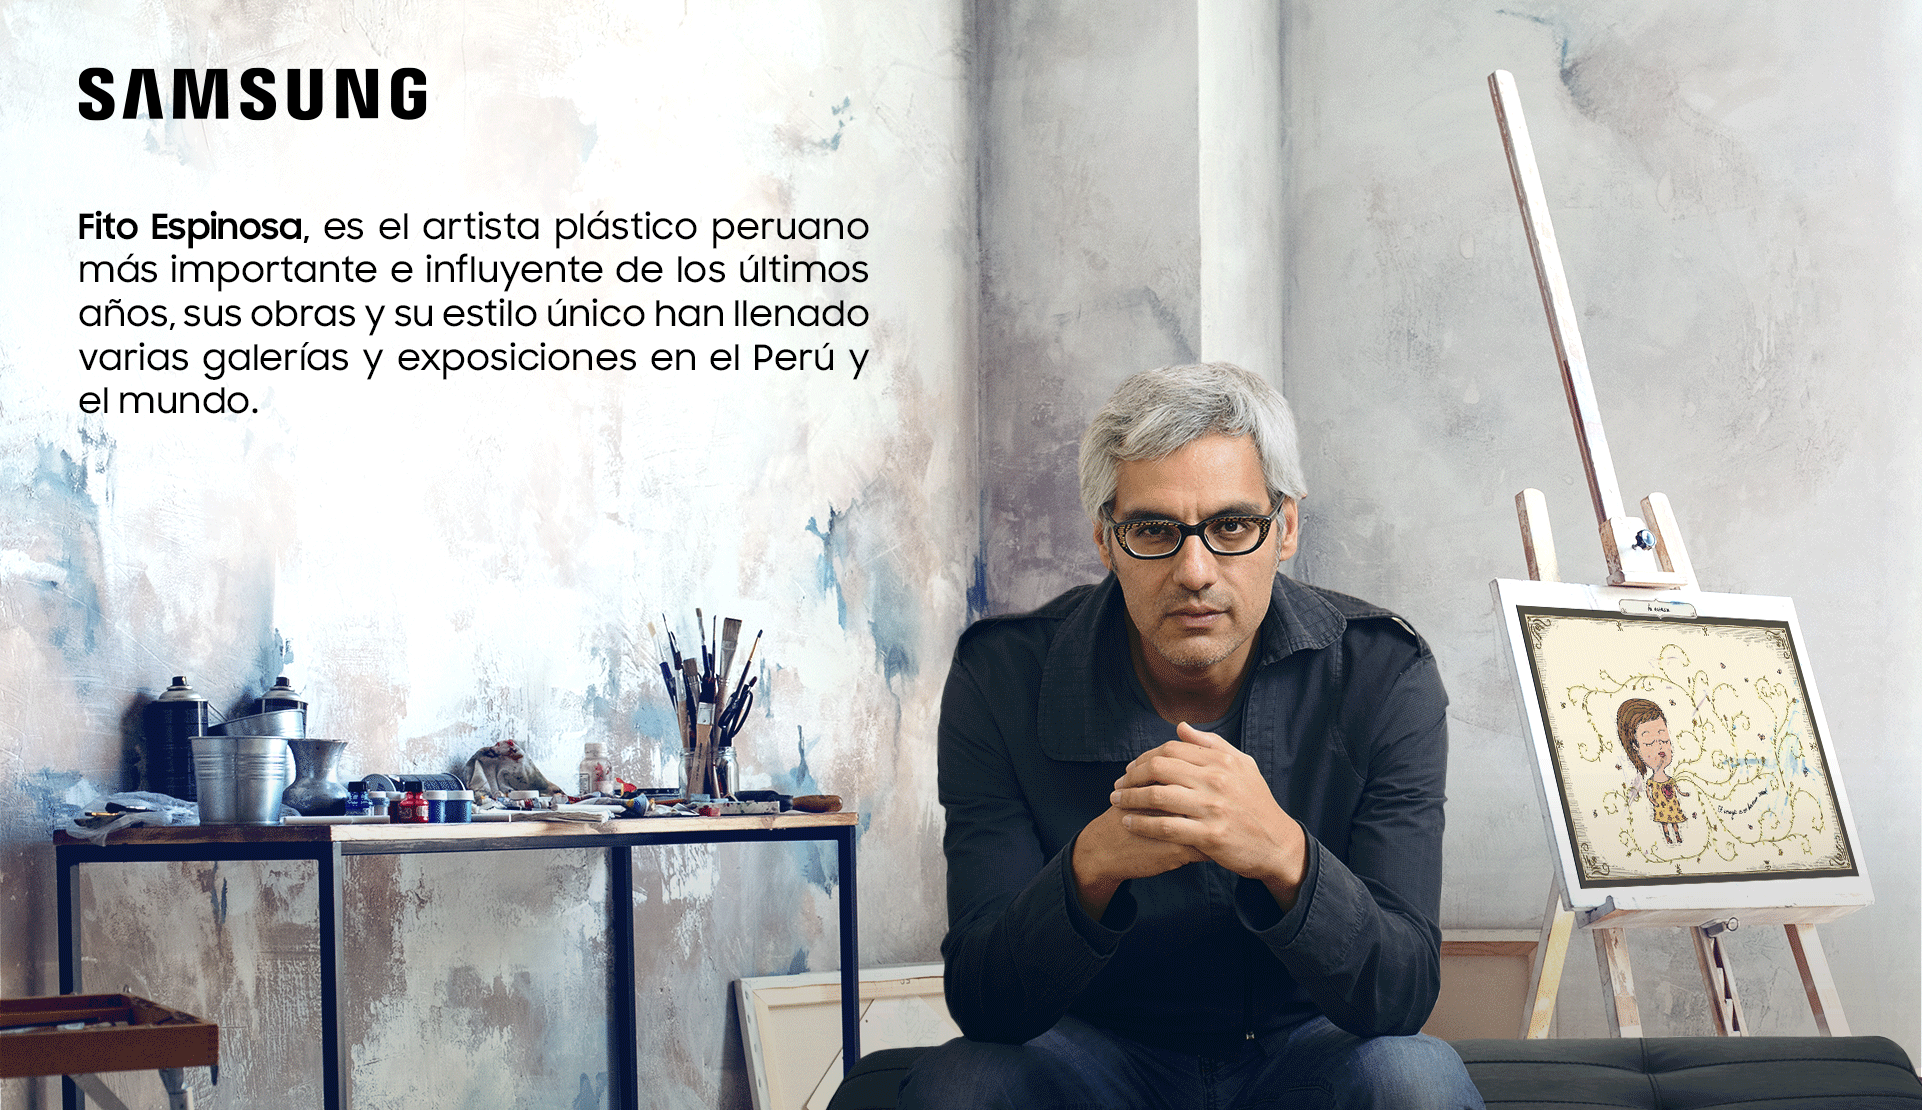 SAMSUNG
Fito Espinosa, es el artista plástico peruano
más importante e influyente de los últimos
años, sus obras y su estilo único han llenado
varias galerías y exposiciones en el Perú y
el mundo.